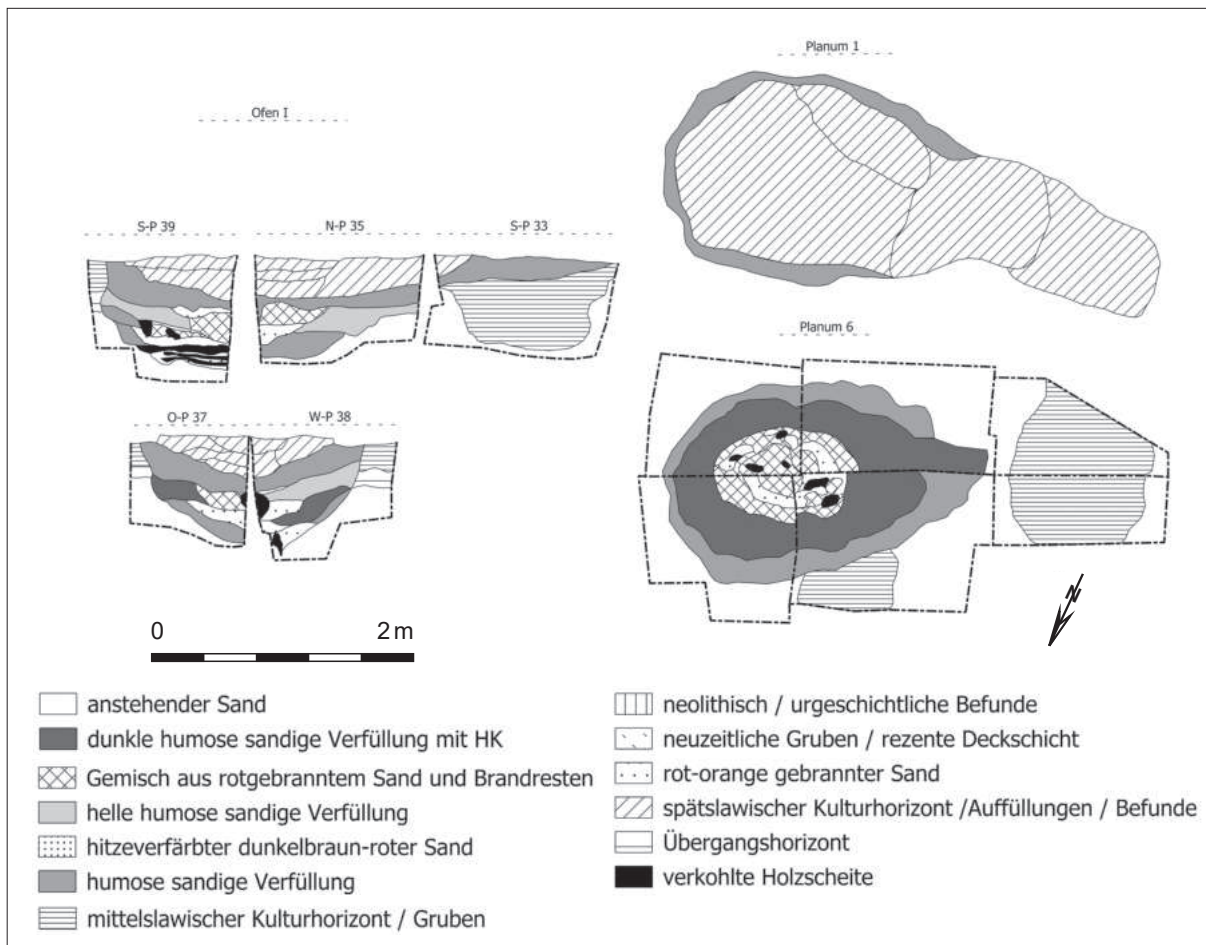 Planum 1
Ofen I
S-P 39
N-P 35
S-P 33
Planum 6
O-P 37
W-P 38
N
0 2 m
anstehender Sand
dunkle humose sandige Verfüllung mit HK
Gemisch aus rotgebranntem Sand und Brandresten
helle humose sandige Verfüllung
hitzeverfärbter dunkelbraun-roter Sand
humose sandige Verfüllung
mittelslawischer Kulturhorizont / Gruben
neolithisch / urgeschichtliche Befunde
neuzeitliche Gruben / rezente Deckschicht
rot-orange gebrannter Sand
spätslawischer Kulturhorizont /Auffüllungen / Befunde
Übergangshorizont
verkohlte Holzscheite